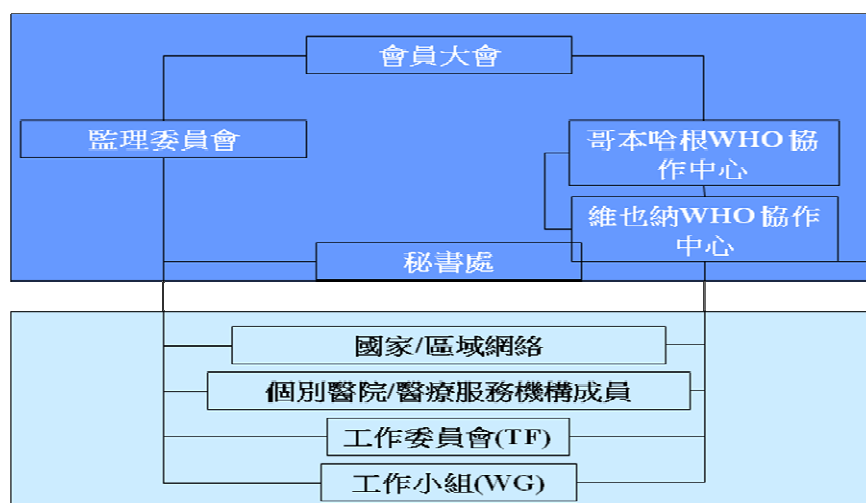 會員大會
監理委員會
哥本哈根WHO 協
作中心
維也納WHO 協作
中心
秘書處
國家/區域網絡
個別醫院/醫療服務機構成員
工作委員會(TF)
工作小組(WG)